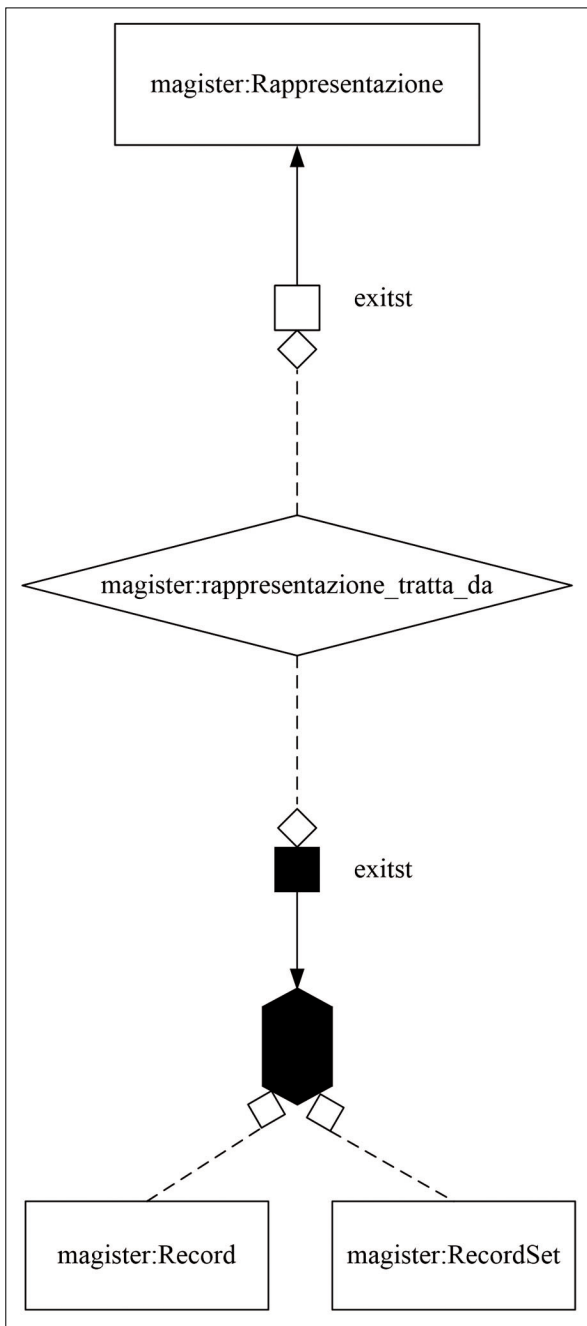 magister:Rappresentazione
exitst
magister:rappresentazione_tratta_da
exitst
magister:Record
magister:RecordSet